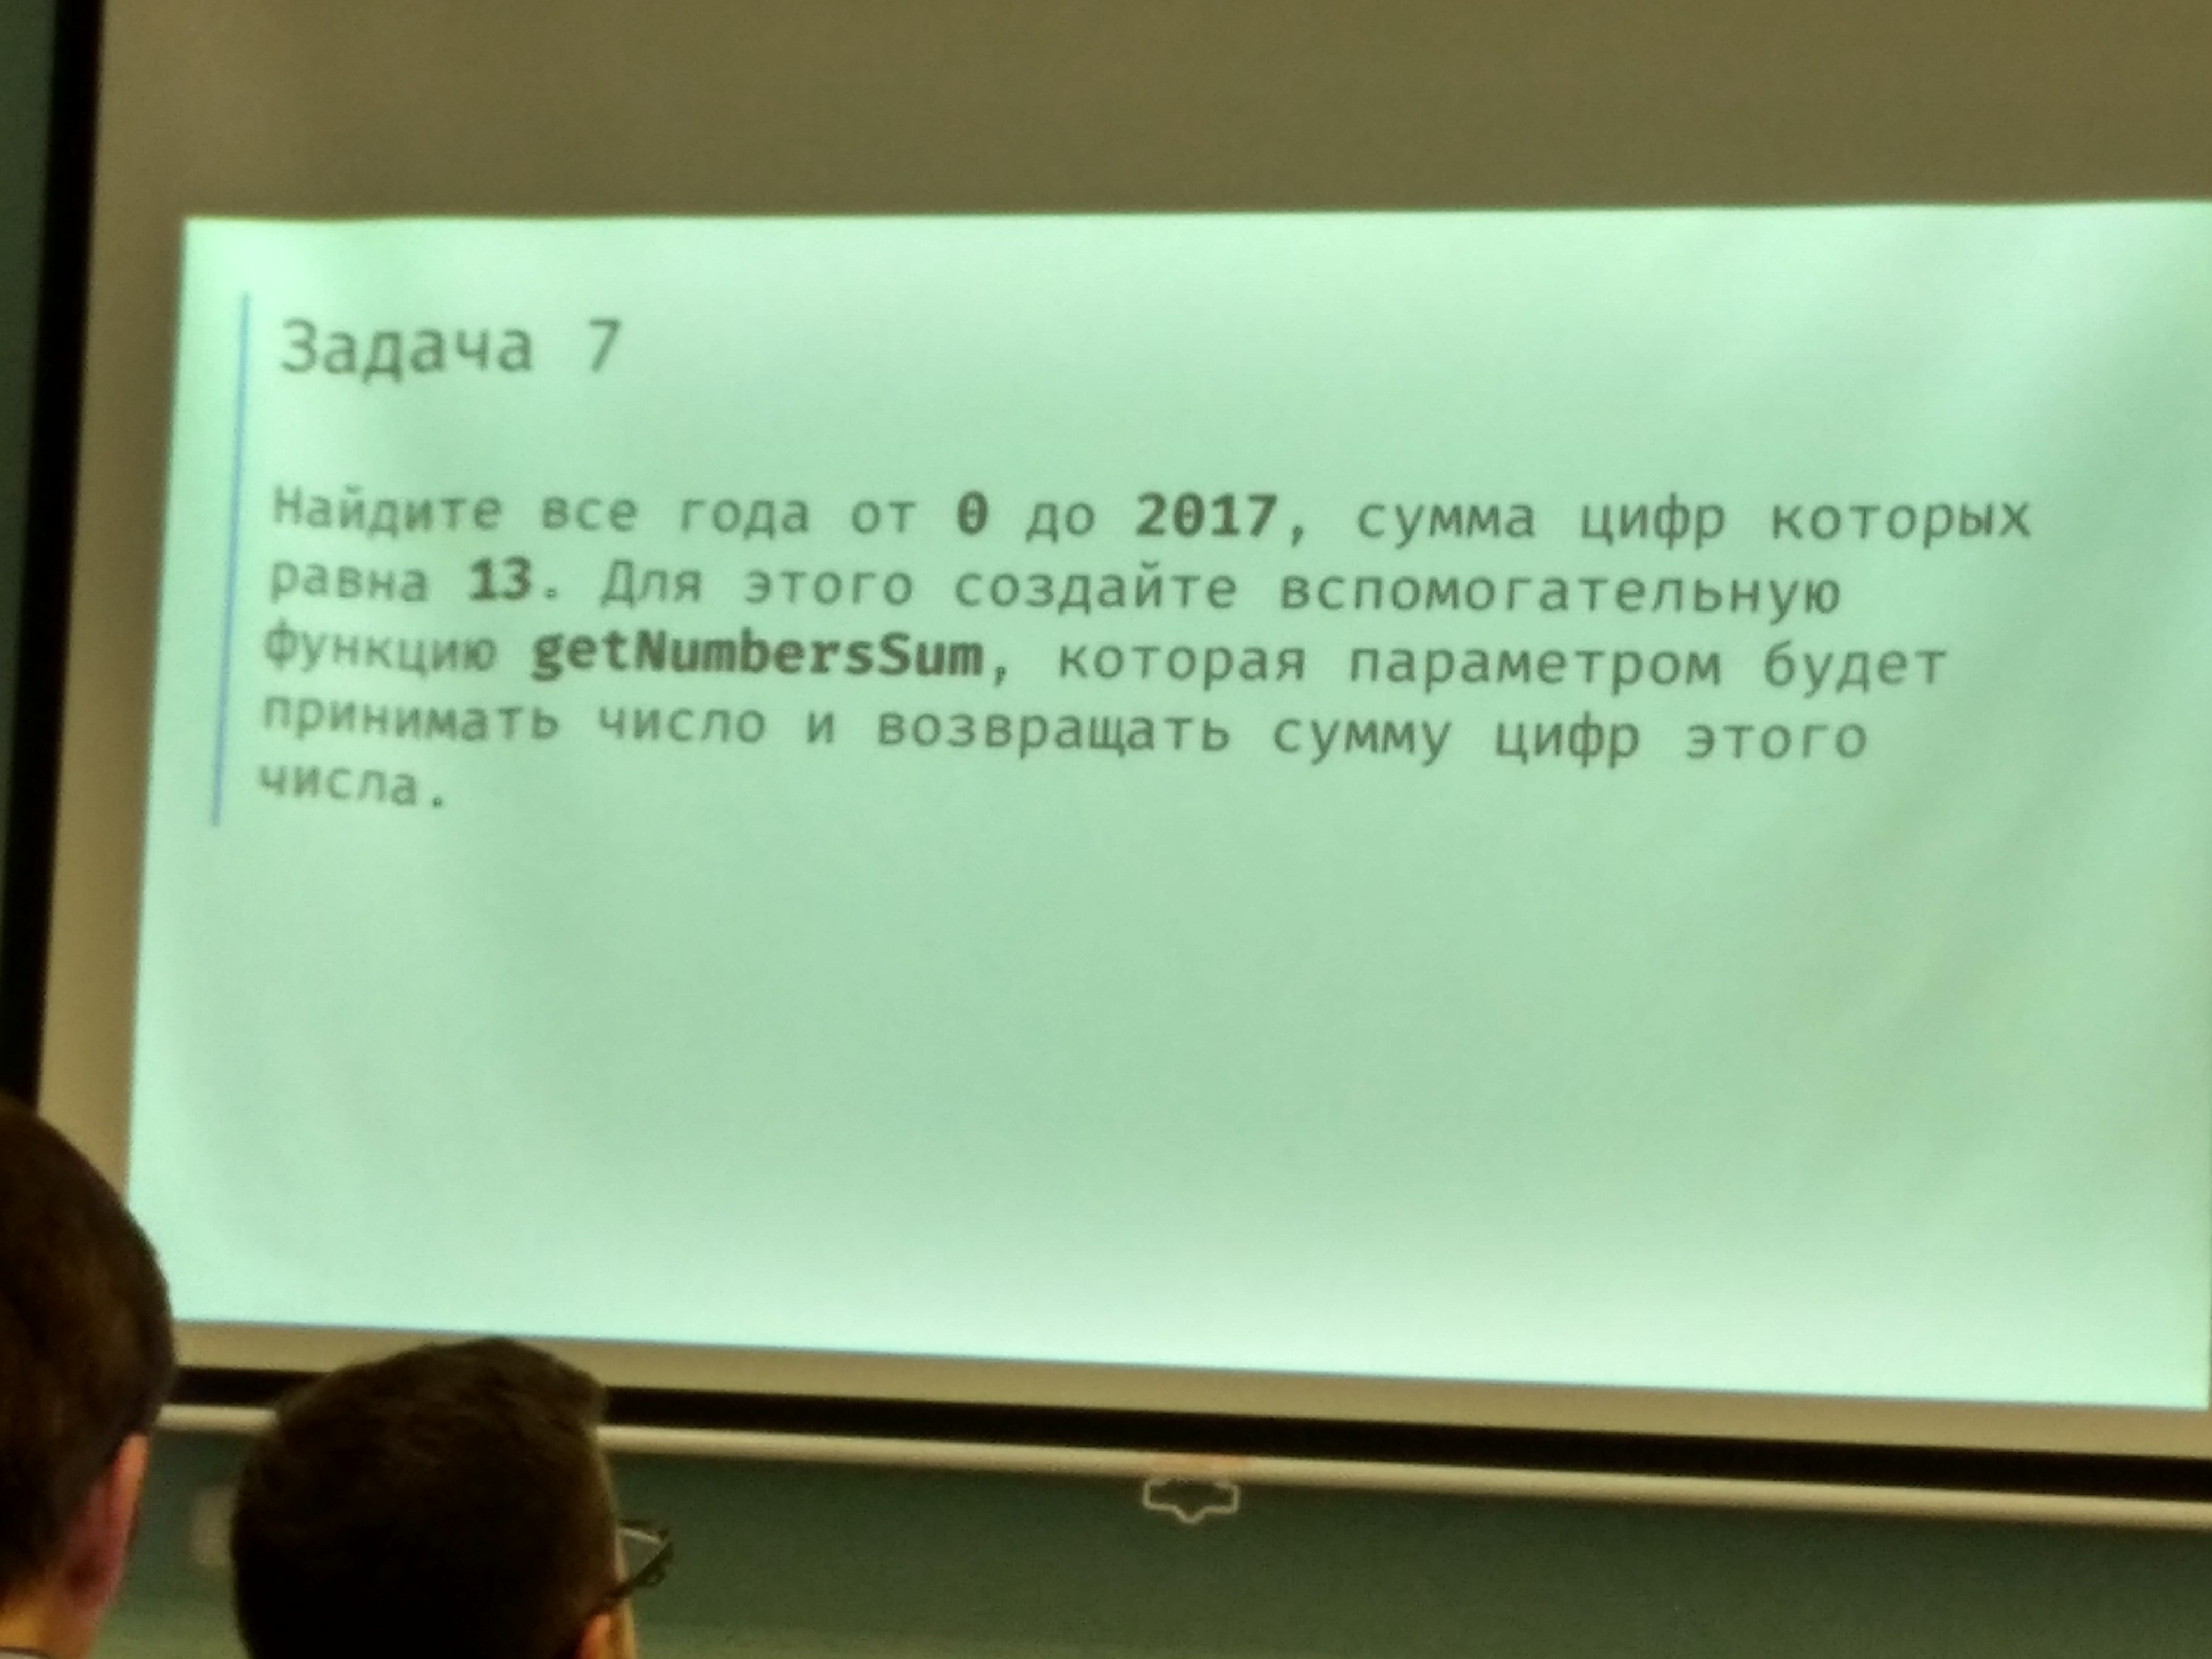 Задача 7
Найдите все года от 0 до 2017, сумма цифр которых
равна 13. Для этого создайте вспомогательную
функцию getNumbersSum, которая параметром будет
принимать число и возвращать сумму цифр этого
числа.